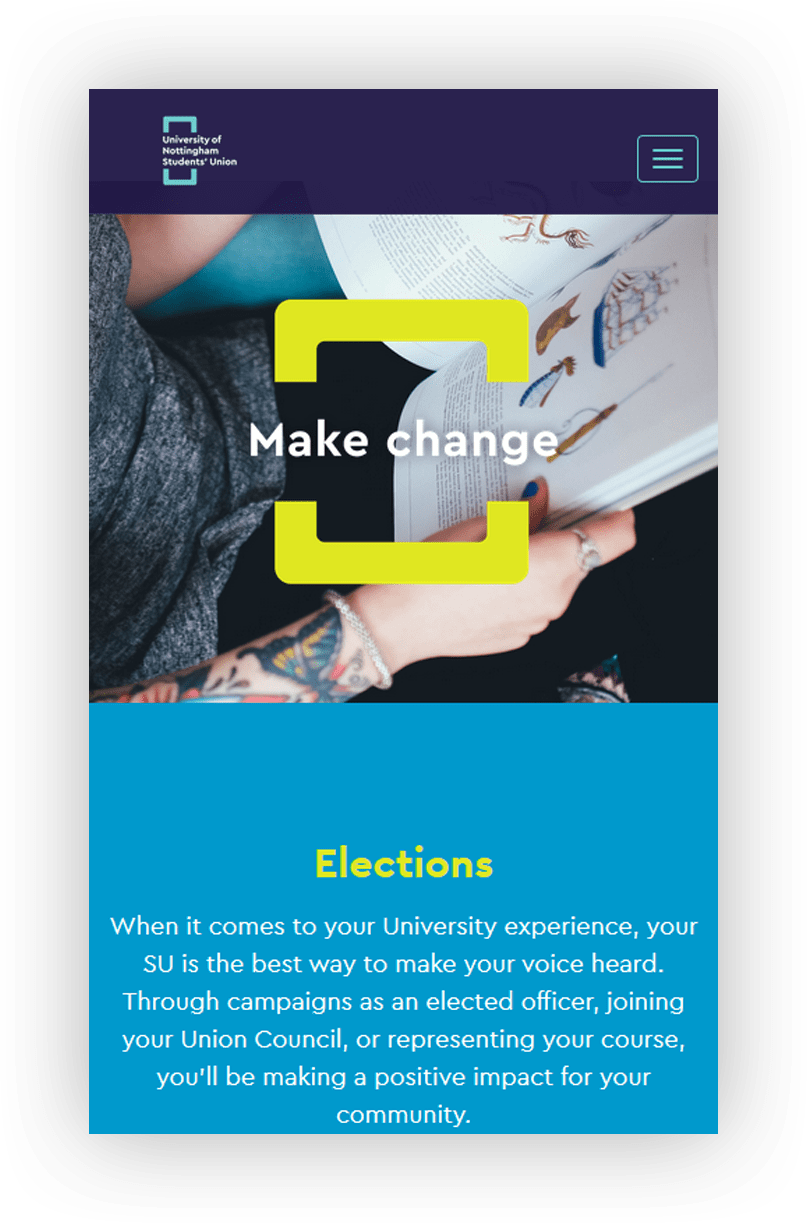 University of
Nottingham
Students' Union
Make change
Elections
When it comes to your University experience, your
SU is the best way to make your voice heard.
Through campaigns as an elected officer, joining
your Union Council, or representing your course,
you'll be making a positive impact for your
community.